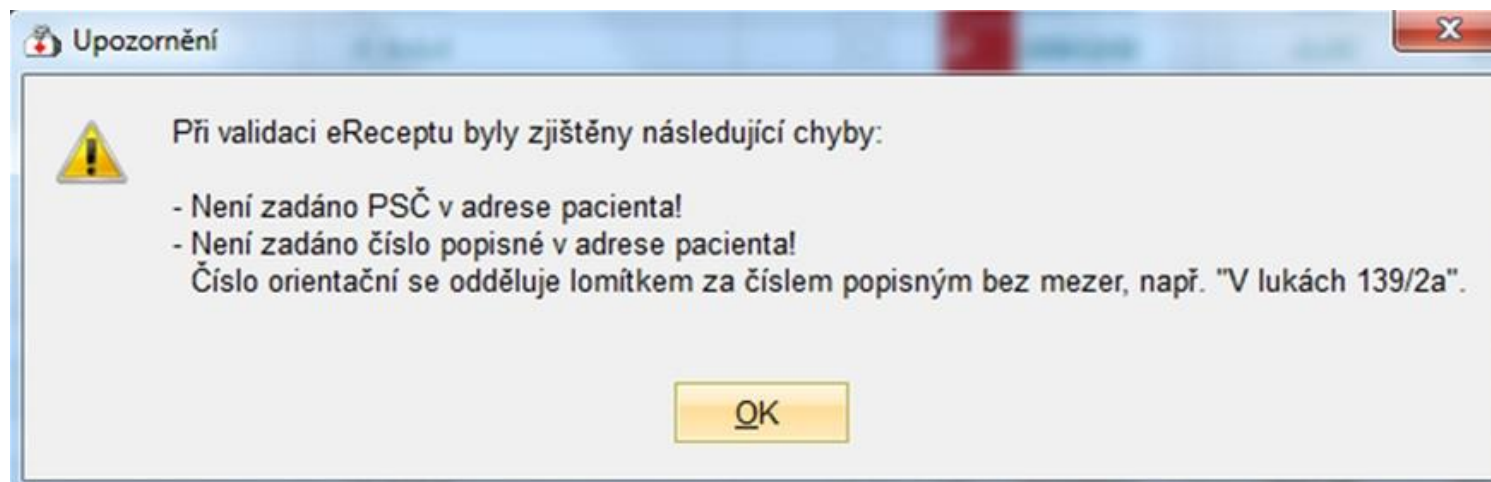 Upozornění
Při validaci eReceptu byly zjištěny následující chyby:
- Není zadáno PSČ v adrese pacienta!
- Není zadáno číslo popisné v adrese pacienta!
Číslo orientační se odděluje lomítkem za číslem popisným bez mezer, např. "V lukách 139/2a".
OK